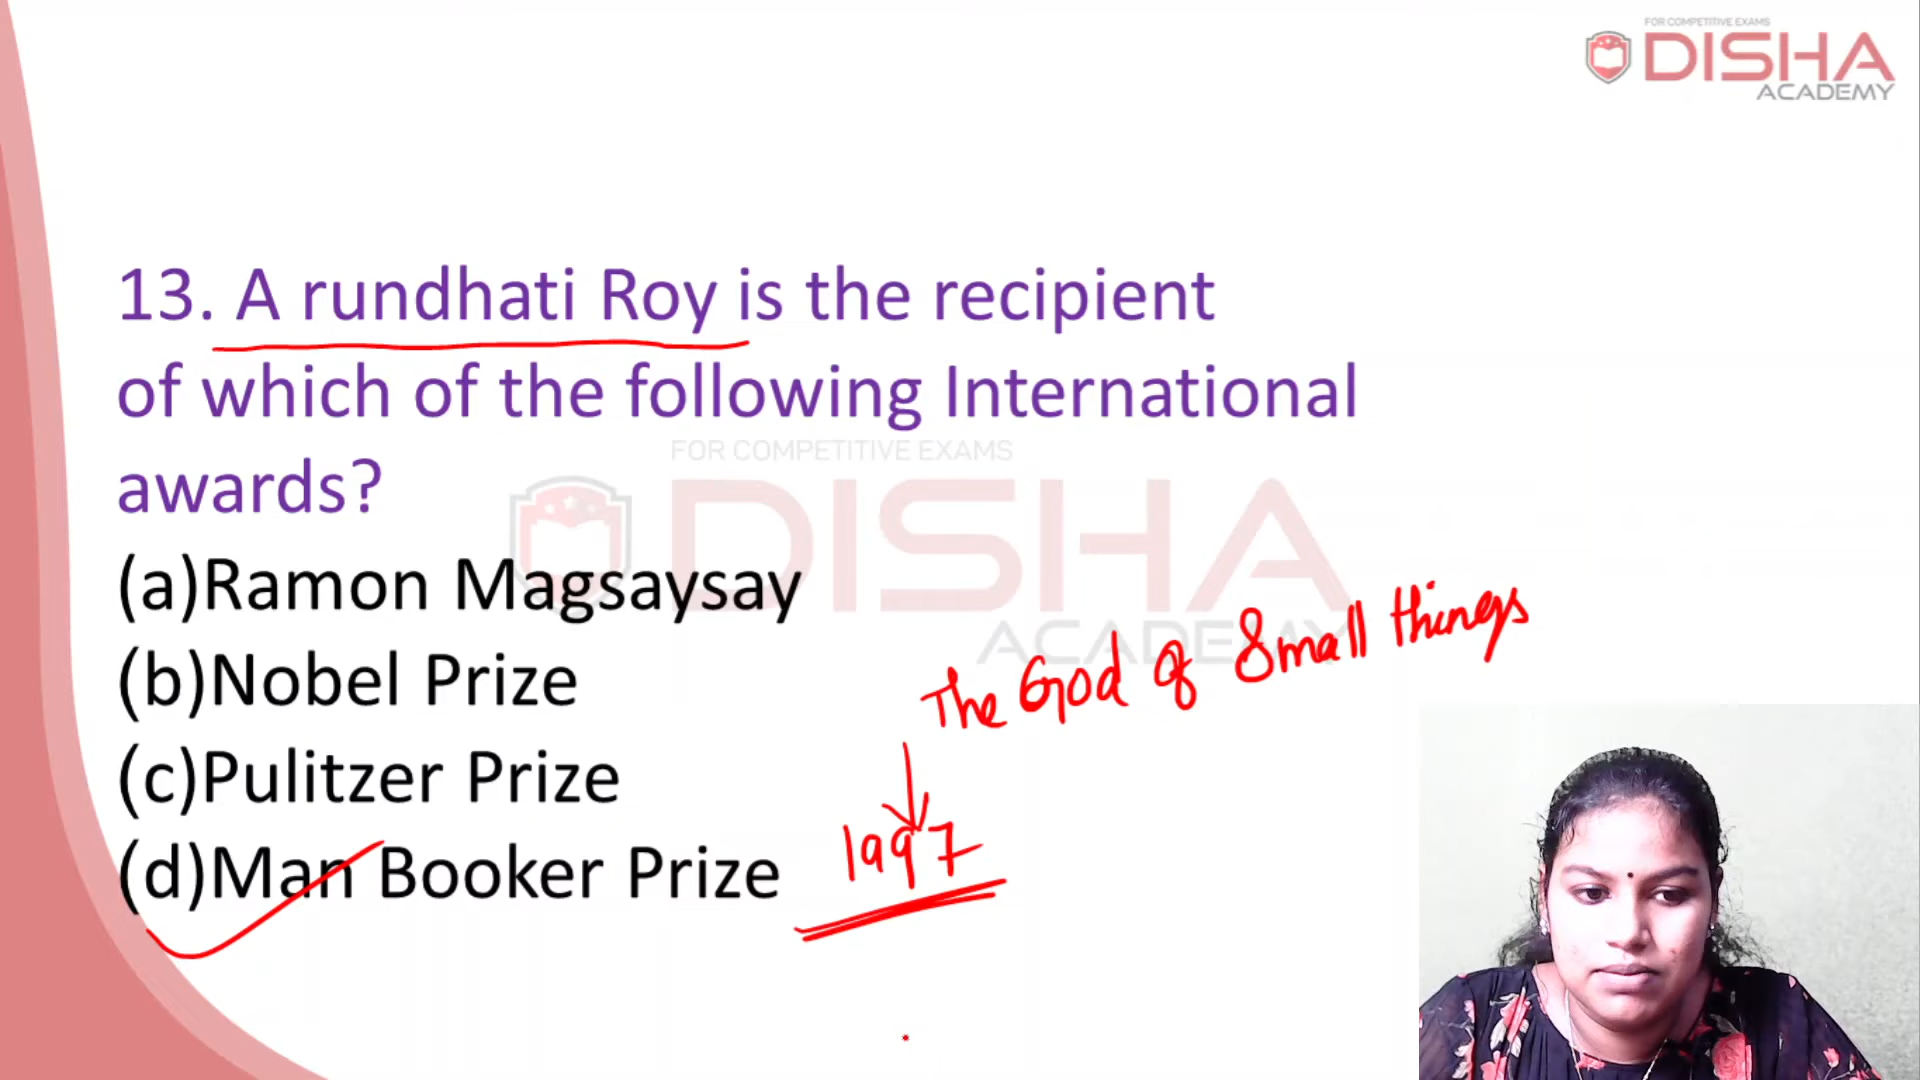 FOR COMPETITIVE EXAMS
DISHA
ACADEMY
13. A rundhati Roy is the recipient
of which of the following International
awards?
FOR COMPETITIVE EXAMS
DISHA
ACADEMY
(a)Ramon Magsaysay
(b)Nobel Prize
(c)Pulitzer Prize
(d)Man Booker Prize
The God of Small things
1997